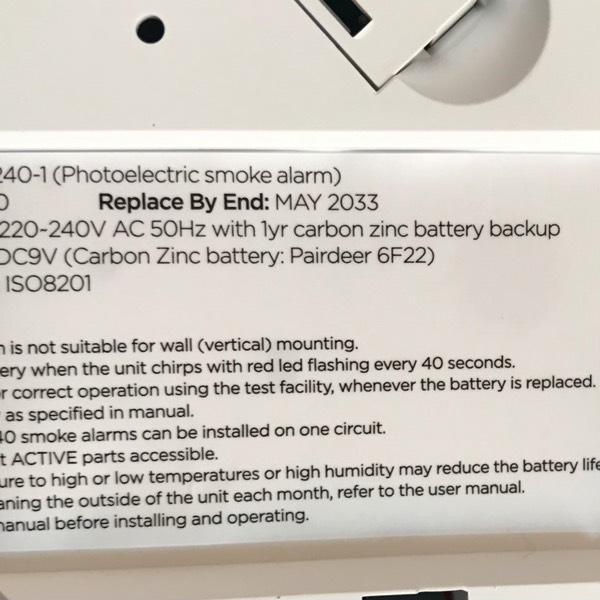 240-1 (Photoelectric smoke alarm)
Replace By End: MAY 2033
220-240V AC 50Hz with 1yr carbon zinc battery backup
DC9V (Carbon Zinc battery: Pairdeer 6F22)
ISO8201
is not suitable for wall (vertical) mounting.
ery when the unit chirps with red led flashing every 40 seconds.
r correct operation using the test facility, whenever the battery is replaced.
as specified in manual.
40 smoke alarms can be installed on one circuit.
t ACTIVE parts accessible.
ure to high or low temperatures or high humidity may reduce the battery life
aning the outside of the unit each month, refer to the user manual.
manual before installing and operating.